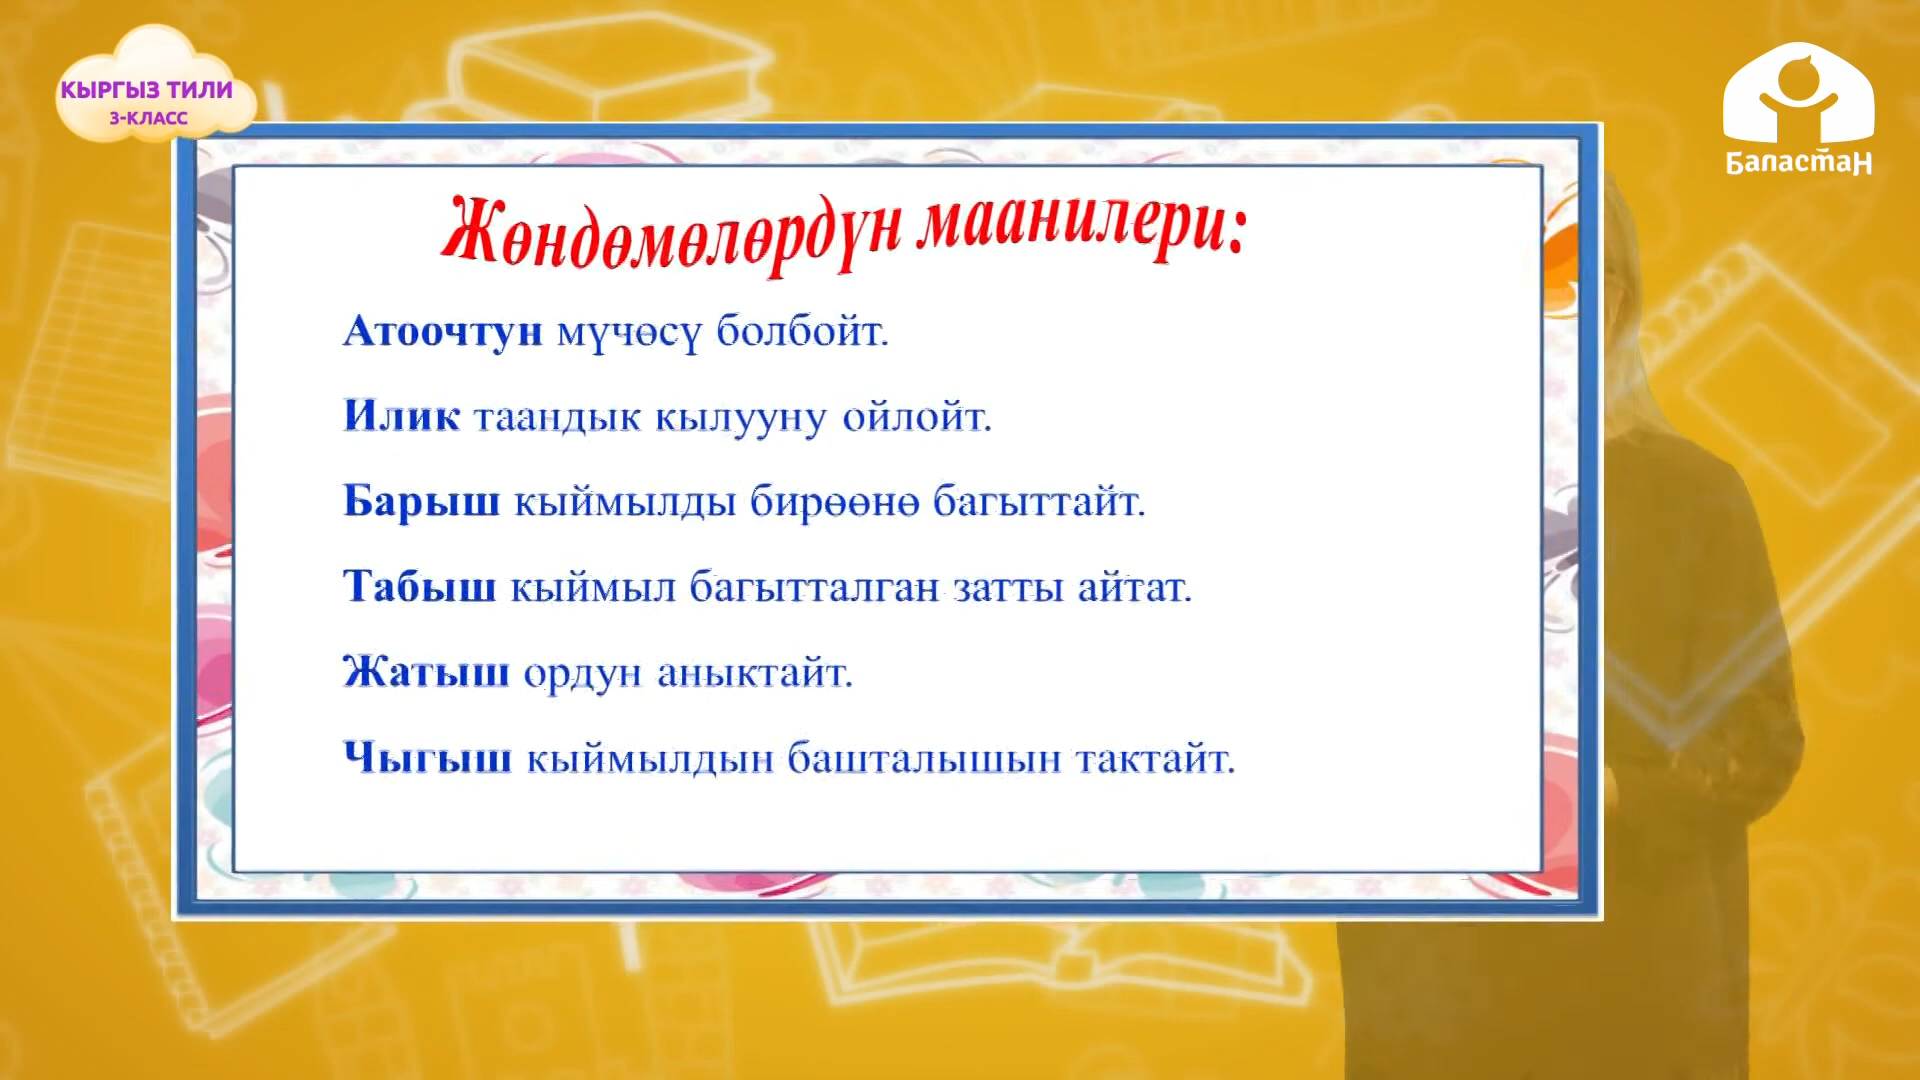 КЫРГЫЗ ТИЛИ
3-КЛАСС
Баластан
Жөндөмөлөрдүн маанилери:
Атоочтун мүчөсү болбойт.
Илик таандык кылууну ойлойт.
Барыш кыймылды бирөөнө багыттайт.
Табыш кыймыл багытталган затты айтат.
Жатыш ордун аныктайт.
Чыгыш кыймылдын башталышын тактайт.